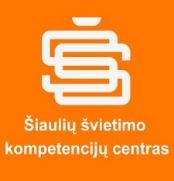 Šiaulių švietimo
kompetencijų centras